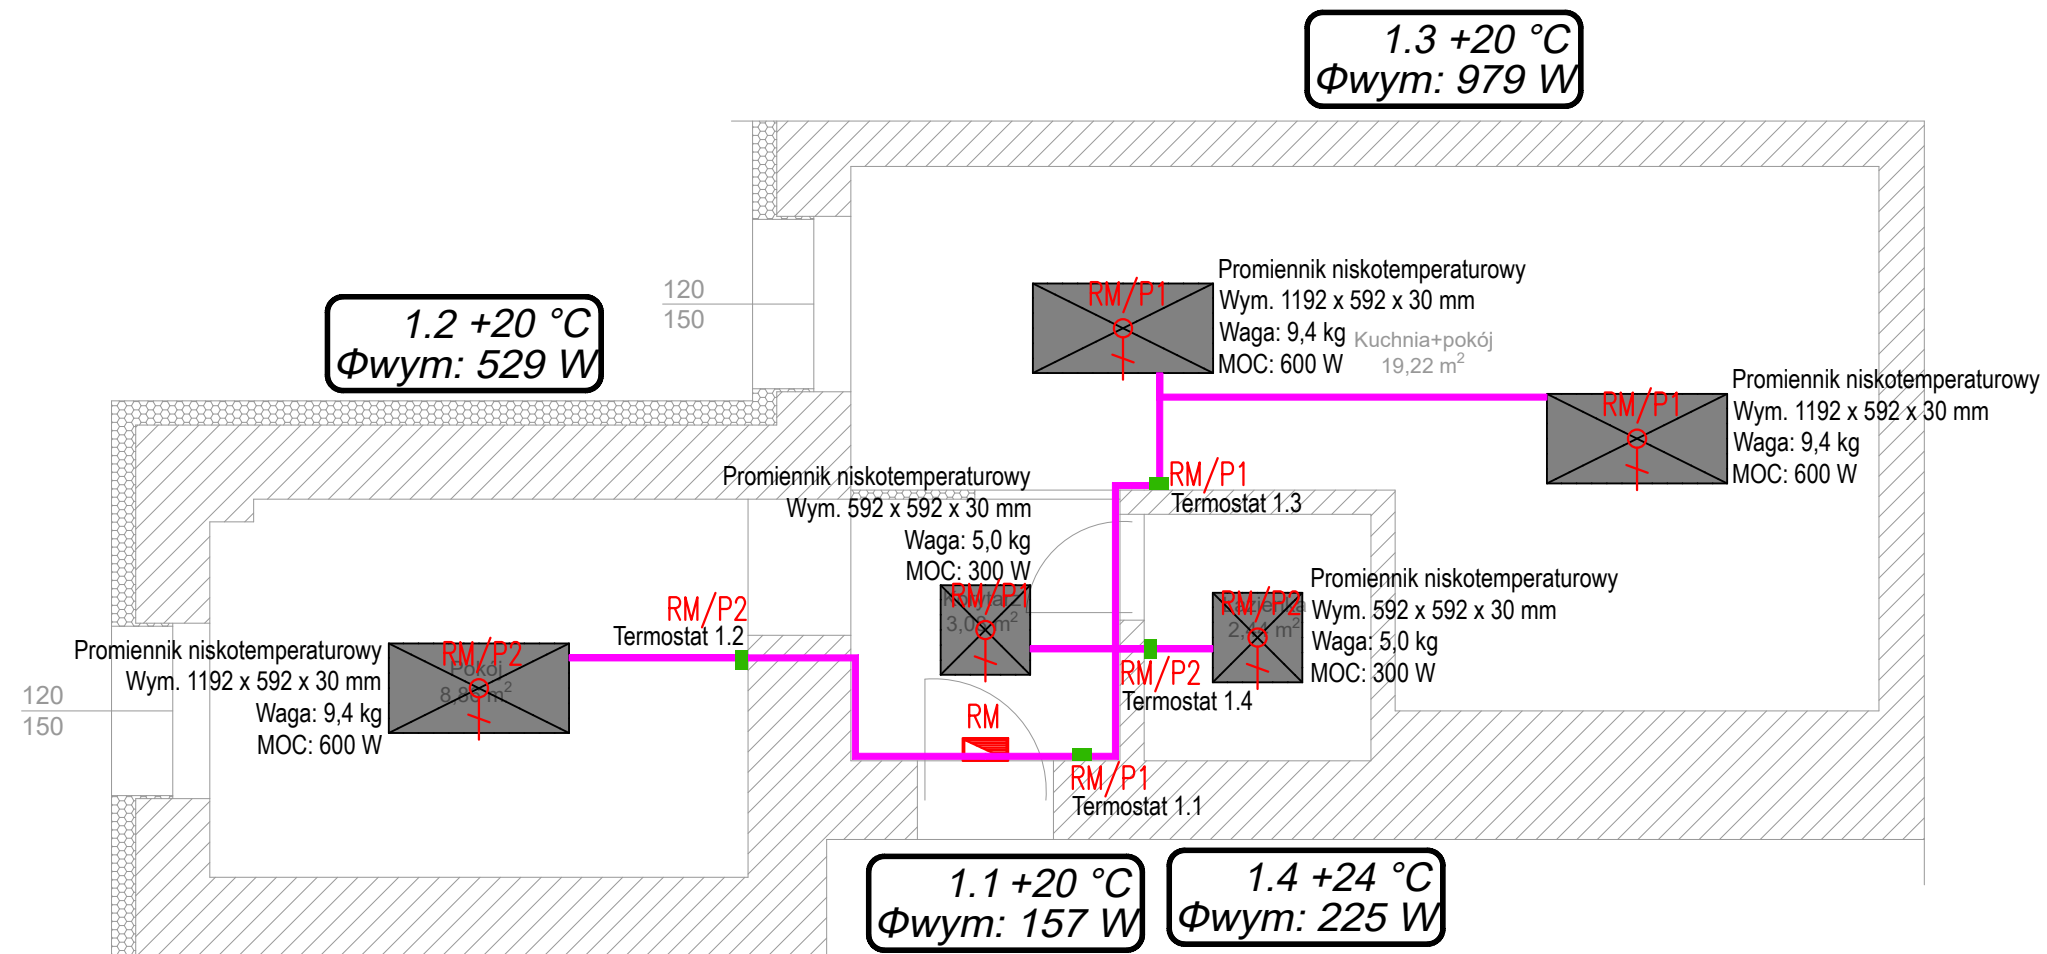 1.3 +20 °C
Φwym: 979 W
1.2 +20 °C
Φwym: 529 W
120
150
RM/P1
Promiennik niskotemperaturowy
Wym. 1192 x 592 x 30 mm
Waga: 9,4 kg
MOC: 600 W
Kuchnia+pokój
19,22 m²
RM/P1
Promiennik niskotemperaturowy
Wym. 1192 x 592 x 30 mm
Waga: 9,4 kg
MOC: 600 W
RM/P1
Termostat 1.3
Promiennik niskotemperaturowy
Wym. 592 x 592 x 30 mm
Waga: 5,0 kg
MOC: 300 W
RM/P1
m²
RM/P2
Łazienka
m²
Promiennik niskotemperaturowy
Wym. 592 x 592 x 30 mm
Waga: 5,0 kg
MOC: 300 W
RM/P2
Termostat 1.2
Promiennik niskotemperaturowy
Wym. 1192 x 592 x 30 mm
Waga: 9,4 kg
MOC: 600 W
RM/P2
Pokój
m²
120
150
RM/P2
Termostat 1.4
RM
RM/P1
Termostat 1.1
1.1 +20 °C
Φwym: 157 W
1.4 +24 °C
Φwym: 225 W